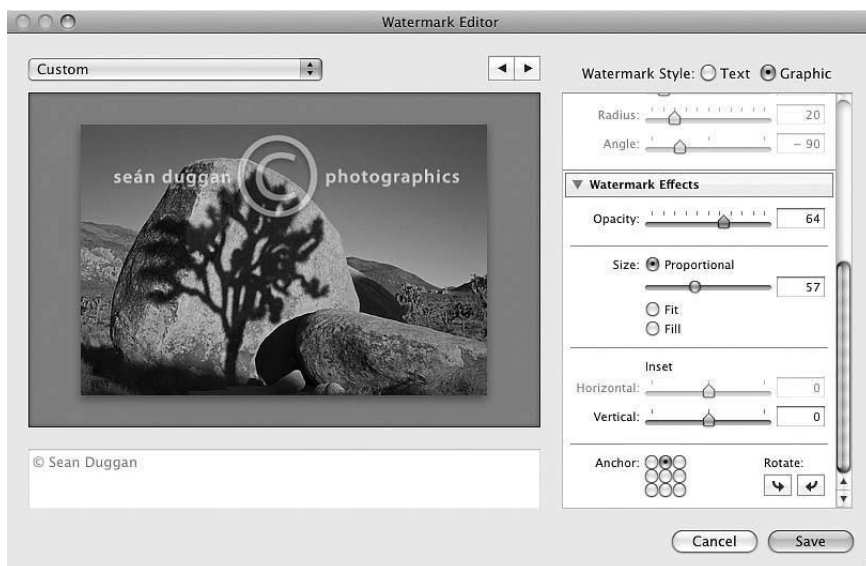 Watermark Editor
Custom
Watermark Style: Text Graphic
seán duggan © photographics
© Sean Duggan
Radius: 20
Angle: – 90
Watermark Effects
Opacity: 64
Size: Proportional
57
Fit
Fill
Inset
Horizontal: 0
Vertical: 0
Anchor: Rotate:
Cancel Save